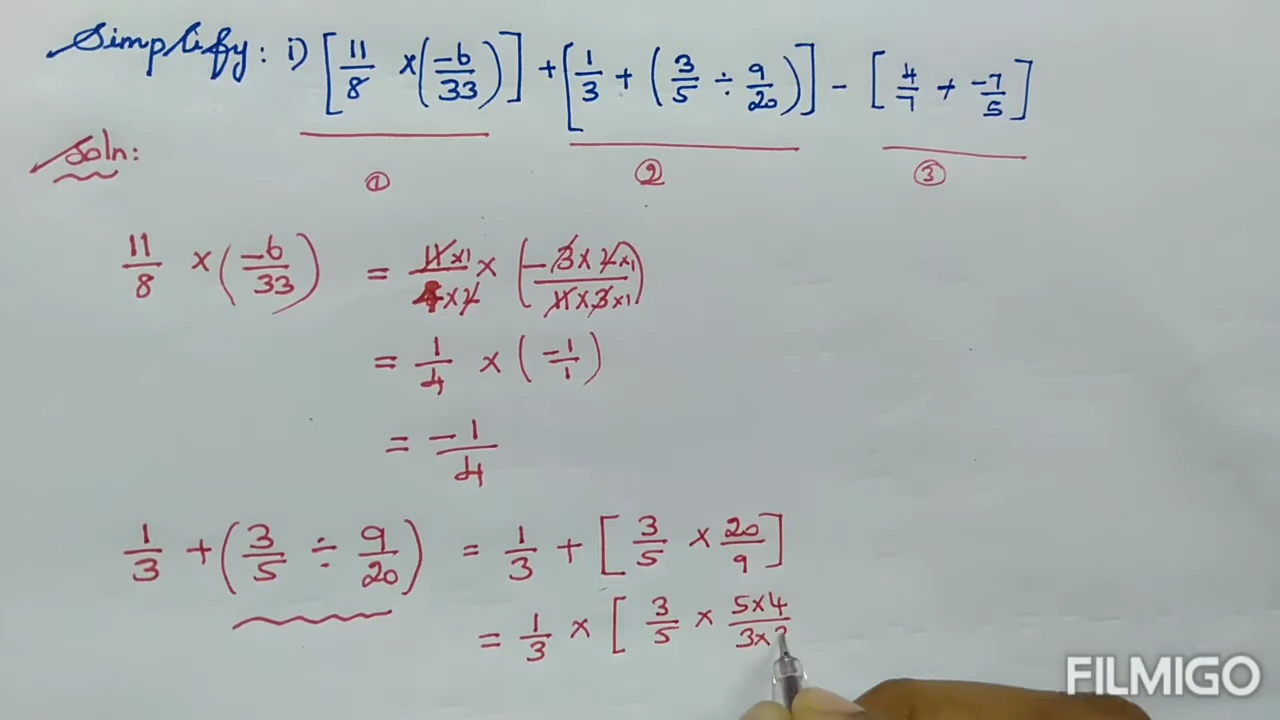 Simplify: i) [11/8 × (-6/33)] + [1/3 + (3/5 ÷ 9/20)] - [4/7 + -7/5]
Soln:
① ② ③
11/8 × (-6/33) = 11×1/4×2 × (-3×2×1/11×3×1)
= 1/4 × (-1/1)
= -1/4
1/3 + (3/5 ÷ 9/20) = 1/3 + [3/5 × 20/9]
= 1/3 × [3/5 × 5×4/3×3
FILMIGO